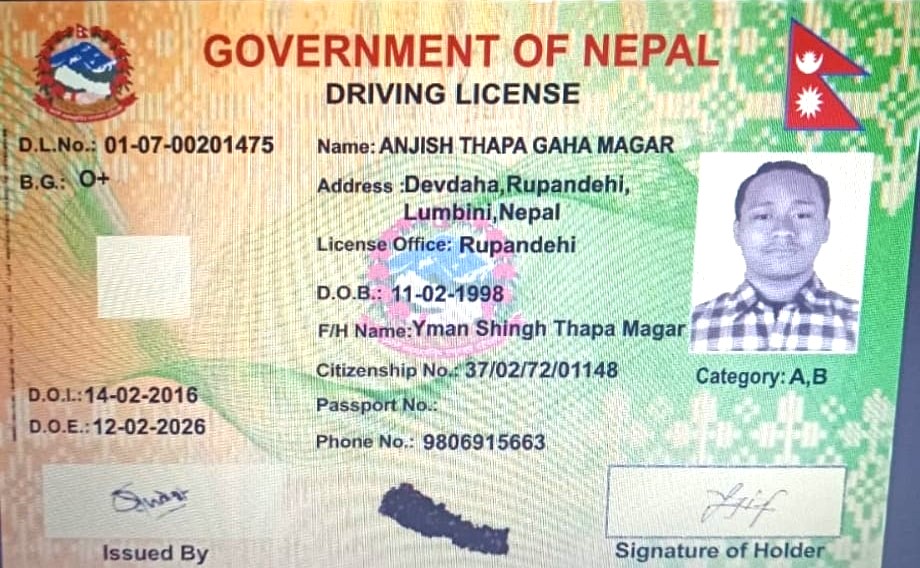 GOVERNMENT OF NEPAL
DRIVING LICENSE
D.L.No.: 01-07-00201475
B.G.: O+
Name: ANJISH THAPA GAHA MAGAR
Address :Devdaha,Rupandehi,
Lumbini,Nepal
License Office: Rupandehi
D.O.B.: 11-02-1998
F/H Name:Yman Shingh Thapa Magar
Citizenship No.: 37/02/72/01148
Passport No.:
Phone No.: 9806915663
Category: A,B
D.O.I.:14-02-2016
D.O.E.:12-02-2026
Issued By
Signature of Holder